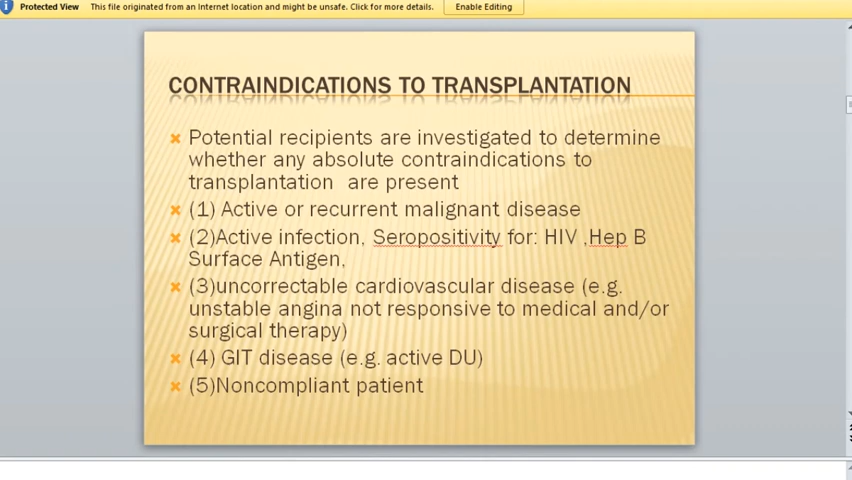 Protected View This file originated from an Internet location and might be unsafe. Click for more details. Enable Editing
CONTRAINDICATIONS TO TRANSPLANTATION
Potential recipients are investigated to determine
whether any absolute contraindications to
transplantation are present
(1) Active or recurrent malignant disease
(2)Active infection, Seropositivity for: HIV ,Hep B
Surface Antigen,
(3)uncorrectable cardiovascular disease (e.g.
unstable angina not responsive to medical and/or
surgical therapy)
(4) GIT disease (e.g. active DU)
(5)Noncompliant patient